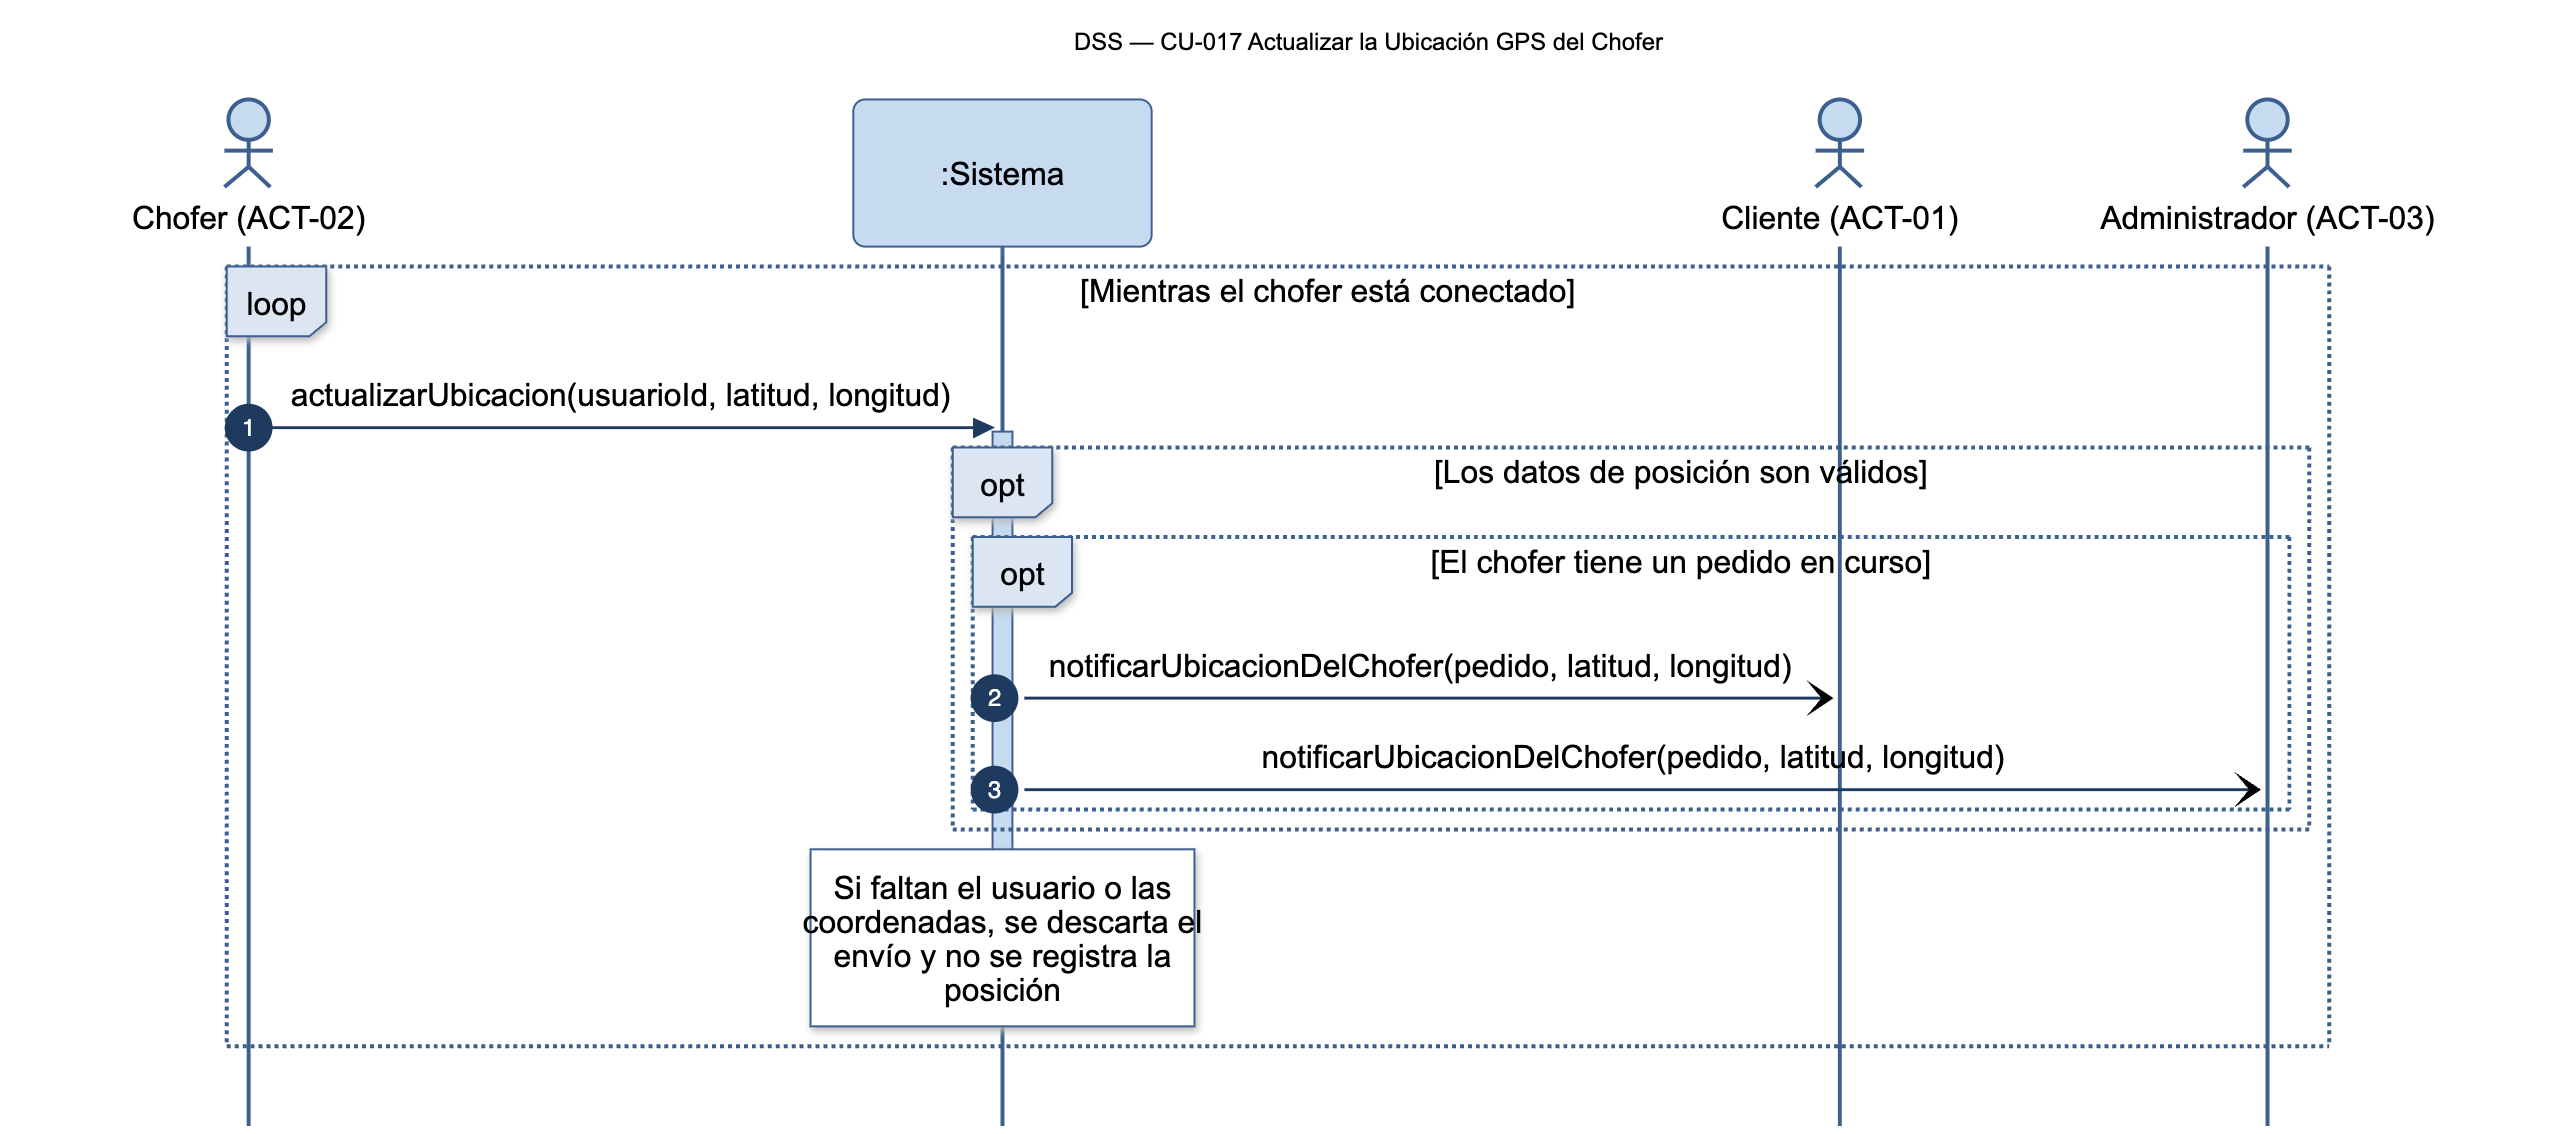 DSS — CU-017 Actualizar la Ubicación GPS del Chofer
:Sistema
Chofer (ACT-02)
Cliente (ACT-01)
Administrador (ACT-03)
loop
[Mientras el chofer está conectado]
actualizarUbicacion(usuarioId, latitud, longitud)
1
opt
[Los datos de posición son válidos]
opt
[El chofer tiene un pedido en curso]
notificarUbicacionDelChofer(pedido, latitud, longitud)
2
notificarUbicacionDelChofer(pedido, latitud, longitud)
3
Si faltan el usuario o las
coordenadas, se descarta el
envío y no se registra la
posición